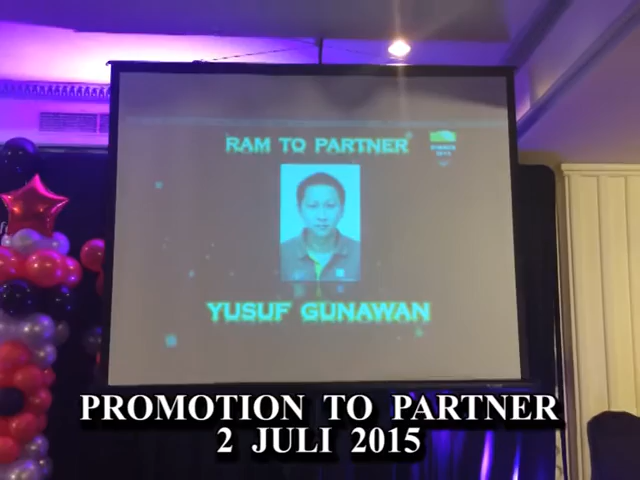 RAM TO PARTNER
YUSUF GUNAWAN
PROMOTION TO PARTNER
2 JULI 2015